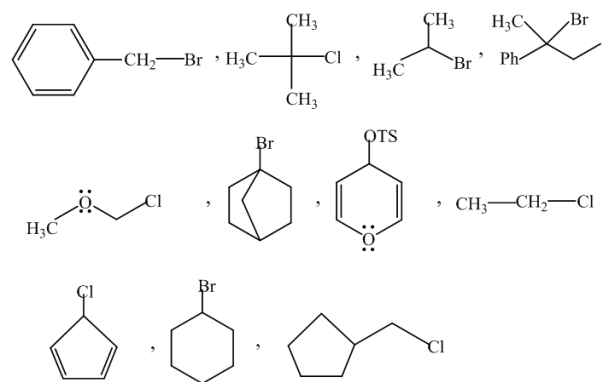 CH₃ CH₃ H₃C Br
CH₂ Br , H₃C Cl , , Ph
CH₃ H₃C Br
Br OTS
H₃C O Cl , , , CH₃ CH₂ Cl
O
Cl Br
, , Cl